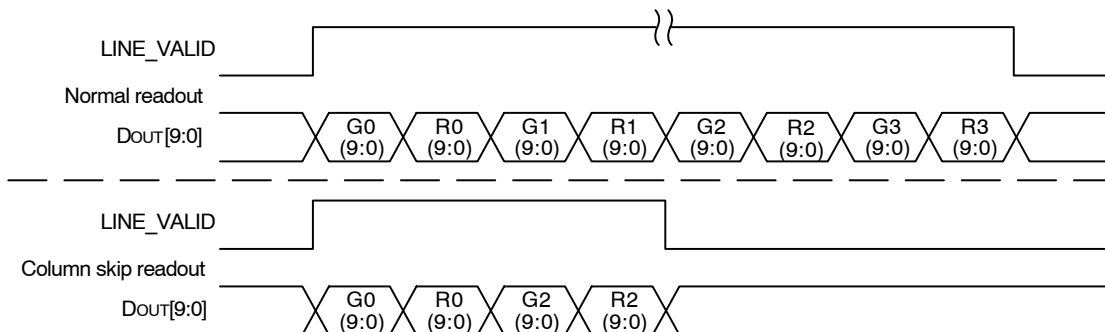 LINE_VALID
Normal readout
DOUT[9:0]
G0 R0 G1 R1 G2 R2 G3 R3
(9:0) (9:0) (9:0) (9:0) (9:0) (9:0) (9:0) (9:0)
LINE_VALID
Column skip readout
DOUT[9:0]
G0 R0 G2 R2
(9:0) (9:0) (9:0) (9:0)